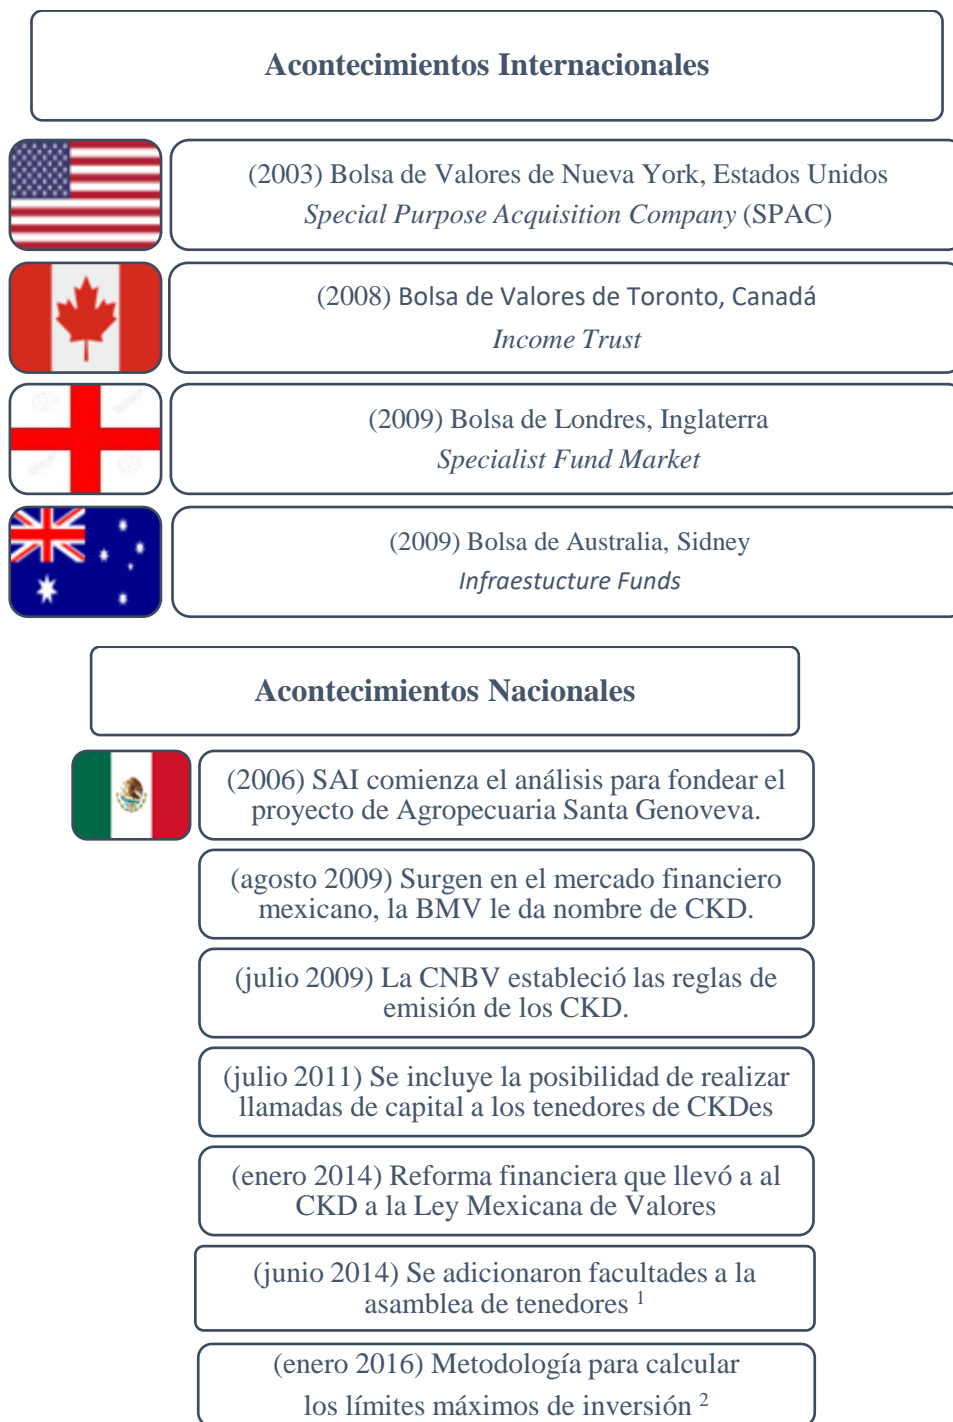 Acontecimientos Internacionales
(2003) Bolsa de Valores de Nueva York, Estados Unidos
Special Purpose Acquisition Company (SPAC)
(2008) Bolsa de Valores de Toronto, Canadá
Income Trust
(2009) Bolsa de Londres, Inglaterra
Specialist Fund Market
(2009) Bolsa de Australia, Sidney
Infraestucture Funds
Acontecimientos Nacionales
(2006) SAI comienza el análisis para fondear el
proyecto de Agropecuaria Santa Genoveva.
(agosto 2009) Surgen en el mercado financiero
mexicano, la BMV le da nombre de CKD.
(julio 2009) La CNBV estableció las reglas de
emisión de los CKD.
(julio 2011) Se incluye la posibilidad de realizar
llamadas de capital a los tenedores de CKDes
(enero 2014) Reforma financiera que llevó a al
CKD a la Ley Mexicana de Valores
(junio 2014) Se adicionaron facultades a la
asamblea de tenedores ¹
(enero 2016) Metodología para calcular
los límites máximos de inversión ²